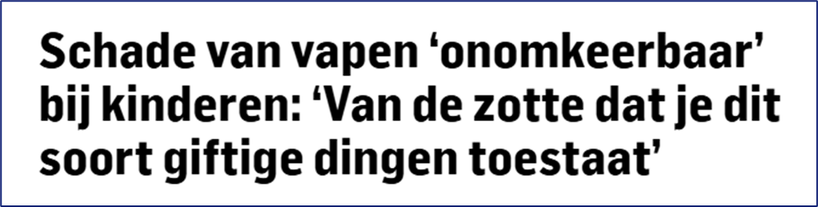 Schade van vapen ‘onomkeerbaar’
bij kinderen: ‘Van de zotte dat je dit
soort giftige dingen toestaat’